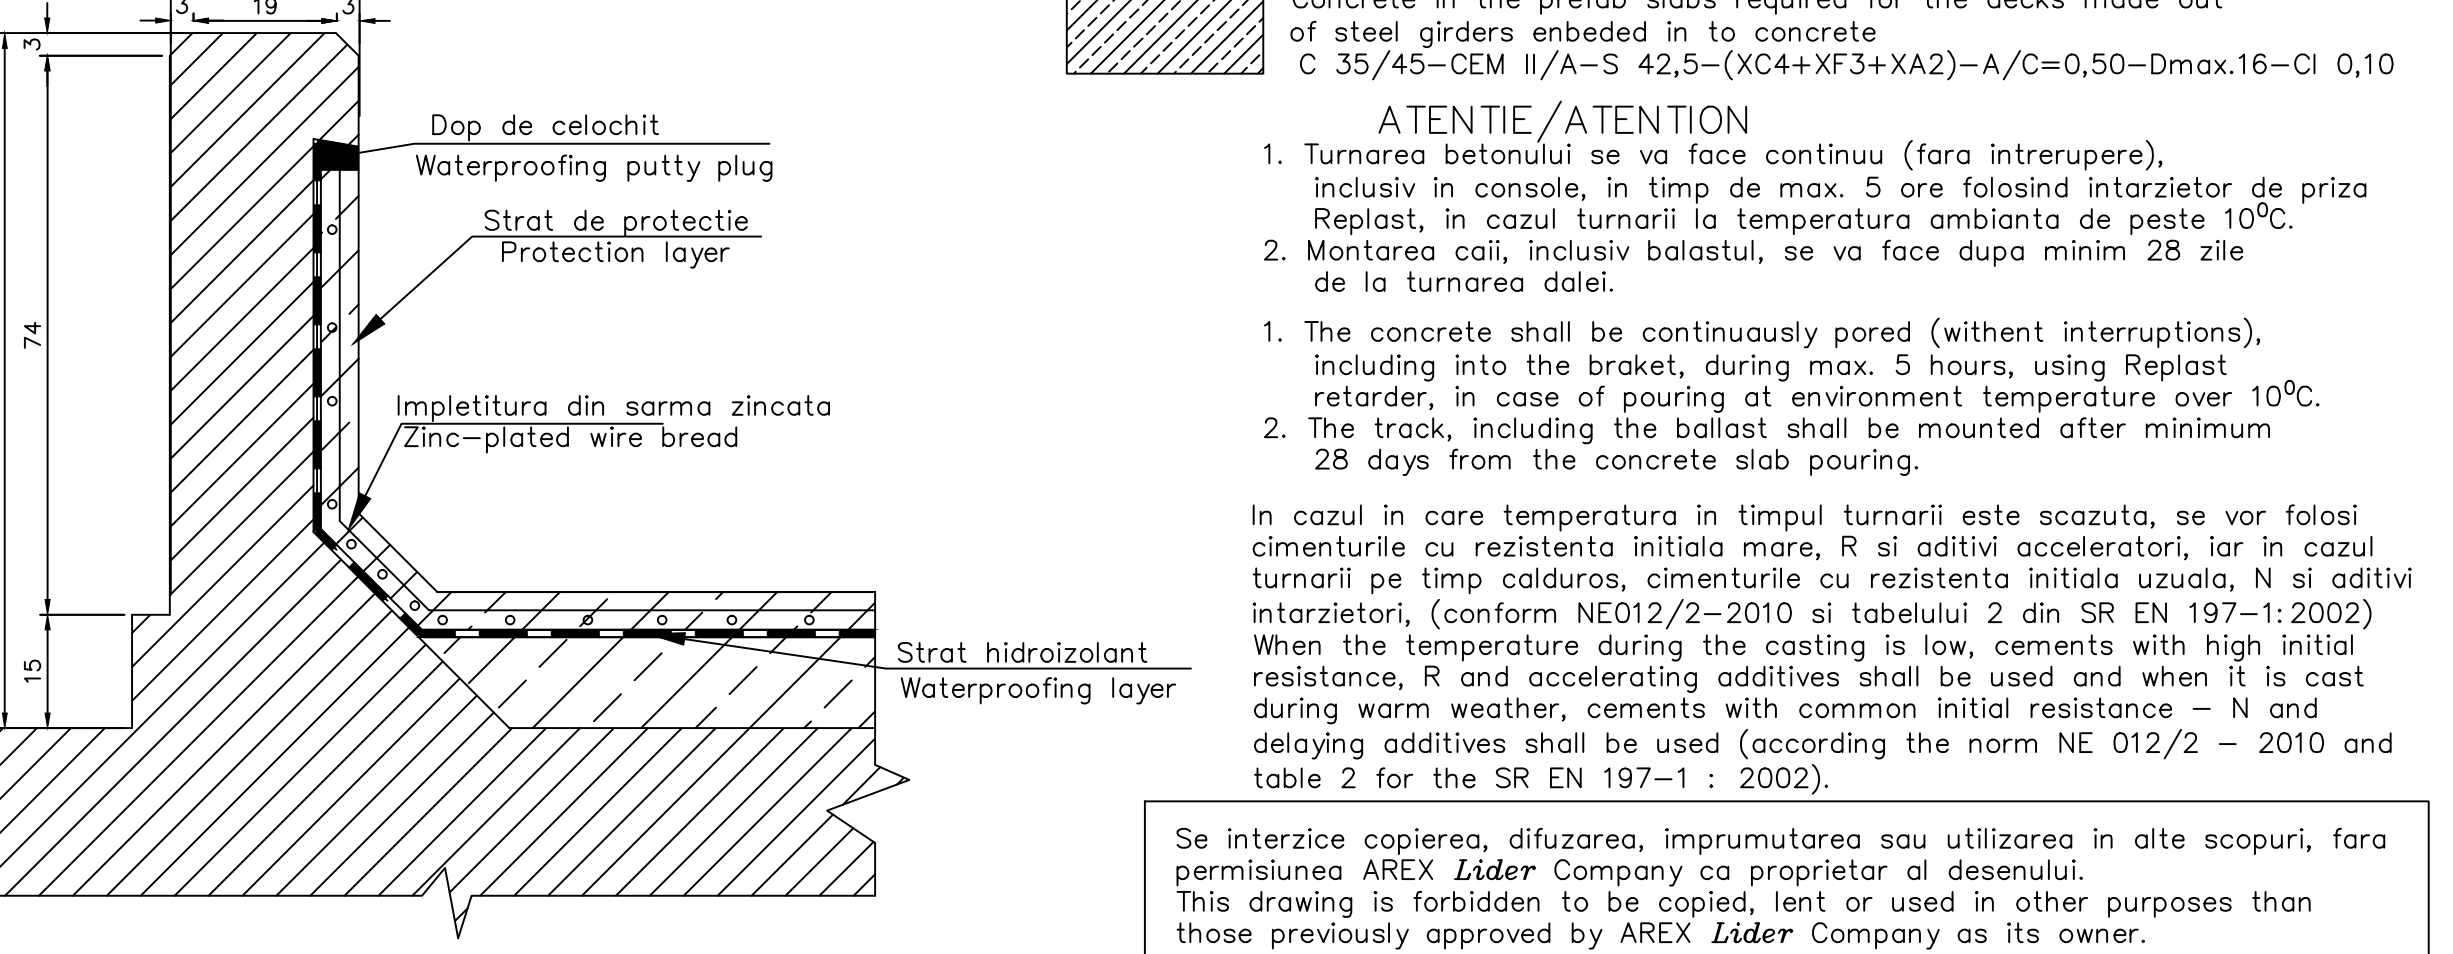 3 19 3
3
74
15
Dop de celochit
Waterproofing putty plug
Strat de protectie
Protection layer
Impletitura din sarma zincata
Zinc-plated wire bread
Strat hidroizolant
Waterproofing layer
Concrete in the prefab slabs required for the decks made out
of steel girders enbeded in to concrete
C 35/45-CEM II/A-S 42,5-(XC4+XF3+XA2)-A/C=0,50-Dmax.16-Cl 0,10
ATENTIE/ATENTION
1. Turnarea betonului se va face continuu (fara intrerupere),
inclusiv in console, in timp de max. 5 ore folosind intarzietor de priza
Replast, in cazul turnarii la temperatura ambianta de peste 10⁰C.
2. Montarea caii, inclusiv balastul, se va face dupa minim 28 zile
de la turnarea dalei.
1. The concrete shall be continuausly pored (withent interruptions),
including into the braket, during max. 5 hours, using Replast
retarder, in case of pouring at environment temperature over 10⁰C.
2. The track, including the ballast shall be mounted after minimum
28 days from the concrete slab pouring.
In cazul in care temperatura in timpul turnarii este scazuta, se vor folosi
cimenturile cu rezistenta initiala mare, R si aditivi acceleratori, iar in cazul
turnarii pe timp calduros, cimenturile cu rezistenta initiala uzuala, N si aditivi
intarzietori, (conform NE012/2-2010 si tabelului 2 din SR EN 197-1:2002)
When the temperature during the casting is low, cements with high initial
resistance, R and accelerating additives shall be used and when it is cast
during warm weather, cements with common initial resistance - N and
delaying additives shall be used (according the norm NE 012/2 - 2010 and
table 2 for the SR EN 197-1 : 2002).
Se interzice copierea, difuzarea, imprumutarea sau utilizarea in alte scopuri, fara
permisiunea AREX Lider Company ca proprietar al desenului.
This drawing is forbidden to be copied, lent or used in other purposes than
those previously approved by AREX Lider Company as its owner.